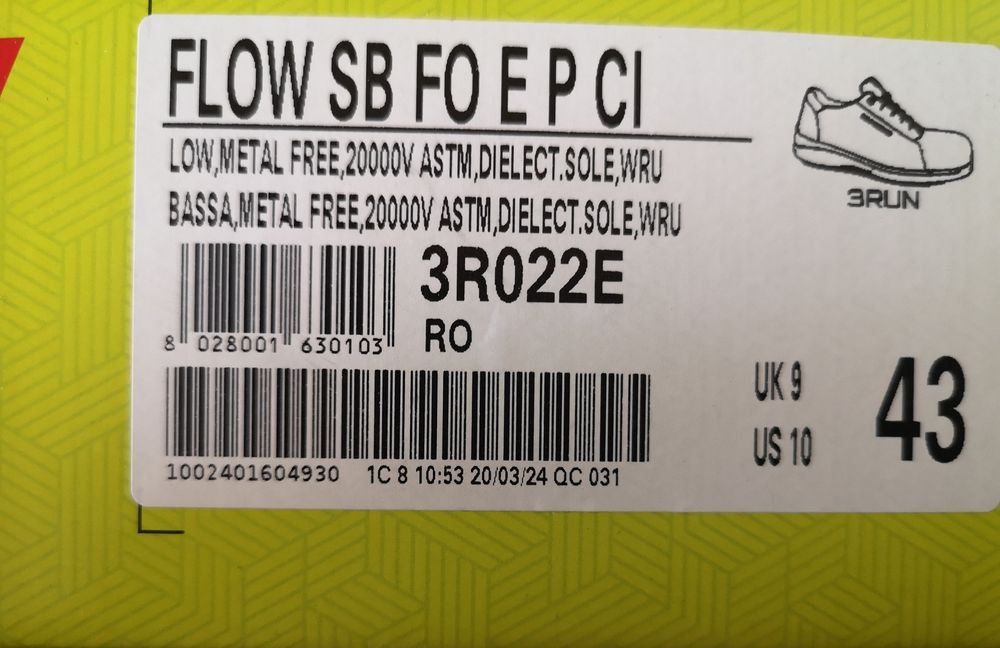 FLOW SB FO E P CI
LOW,METAL FREE,20000V ASTM,DIELECT.SOLE,WRU
BASSA,METAL FREE,20000V ASTM,DIELECT.SOLE,WRU
3RUN
3R022E
RO
8 028001 630103
UK 9
US 10
43
1002401604930 1C 8 10:53 20/03/24 QC 031